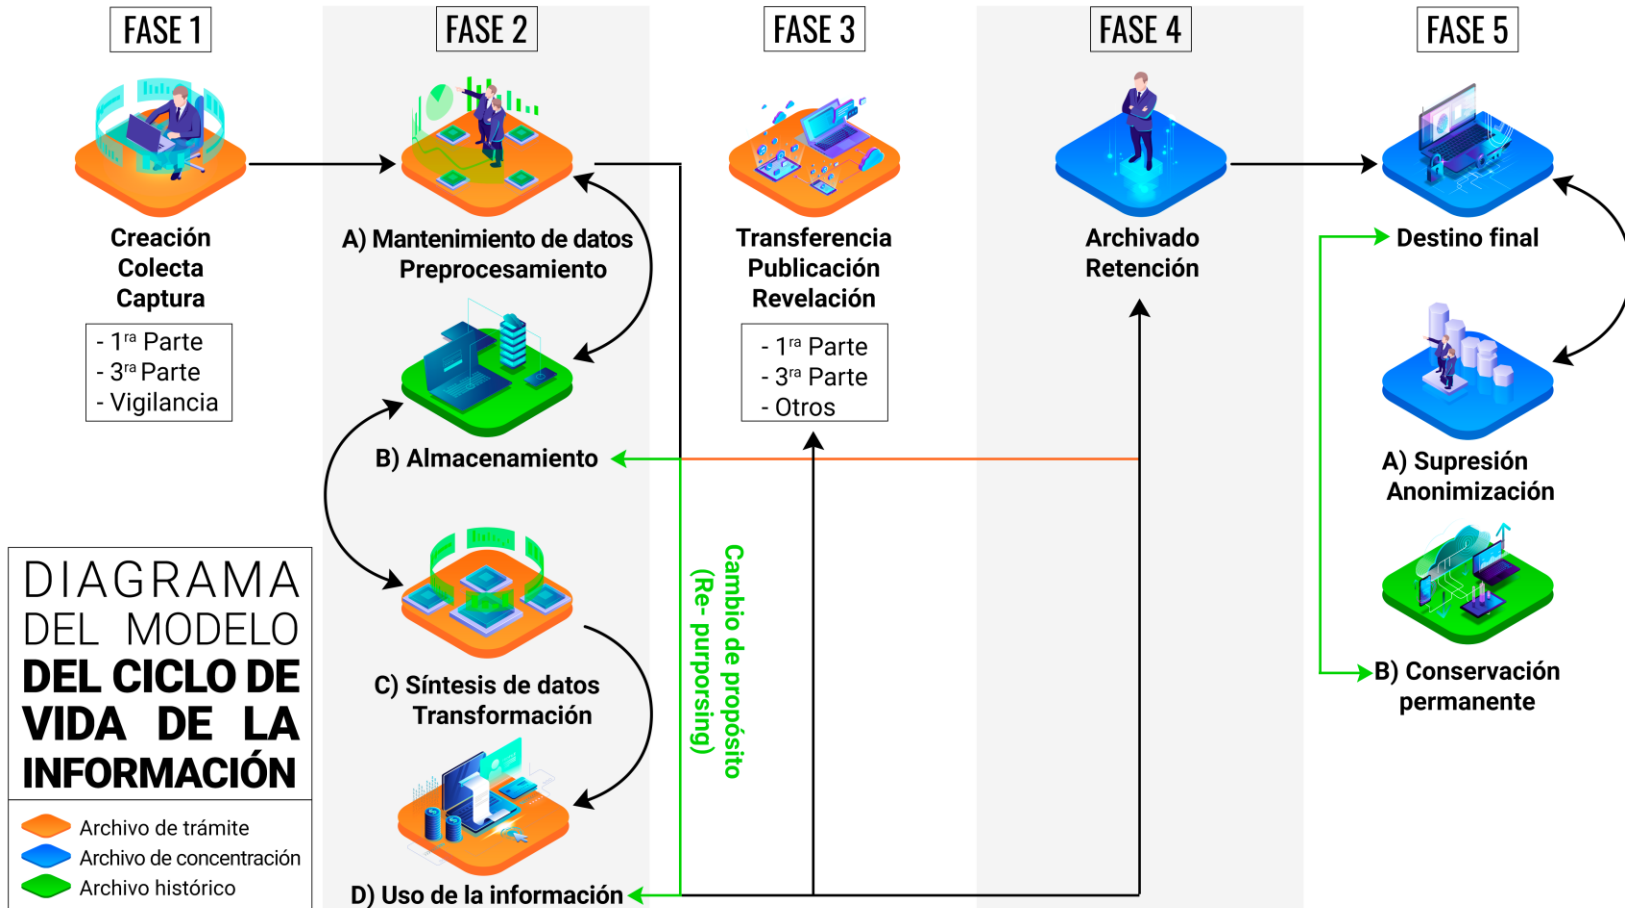 FASE 1
FASE 2
FASE 3
FASE 4
FASE 5
Creación
Colecta
Captura
- 1ra Parte
- 3ra Parte
- Vigilancia
A) Mantenimiento de datos
Preprocesamiento
B) Almacenamiento
C) Síntesis de datos
Transformación
D) Uso de la información
Transferencia
Publicación
Revelación
- 1ra Parte
- 3ra Parte
- Otros
Cambio de propósito
(Re- purporsing)
Archivado
Retención
Destino final
A) Supresión
Anonimización
B) Conservación
permanente
DIAGRAMA
DEL MODELO
DEL CICLO DE
VIDA DE LA
INFORMACIÓN
Archivo de trámite
Archivo de concentración
Archivo histórico